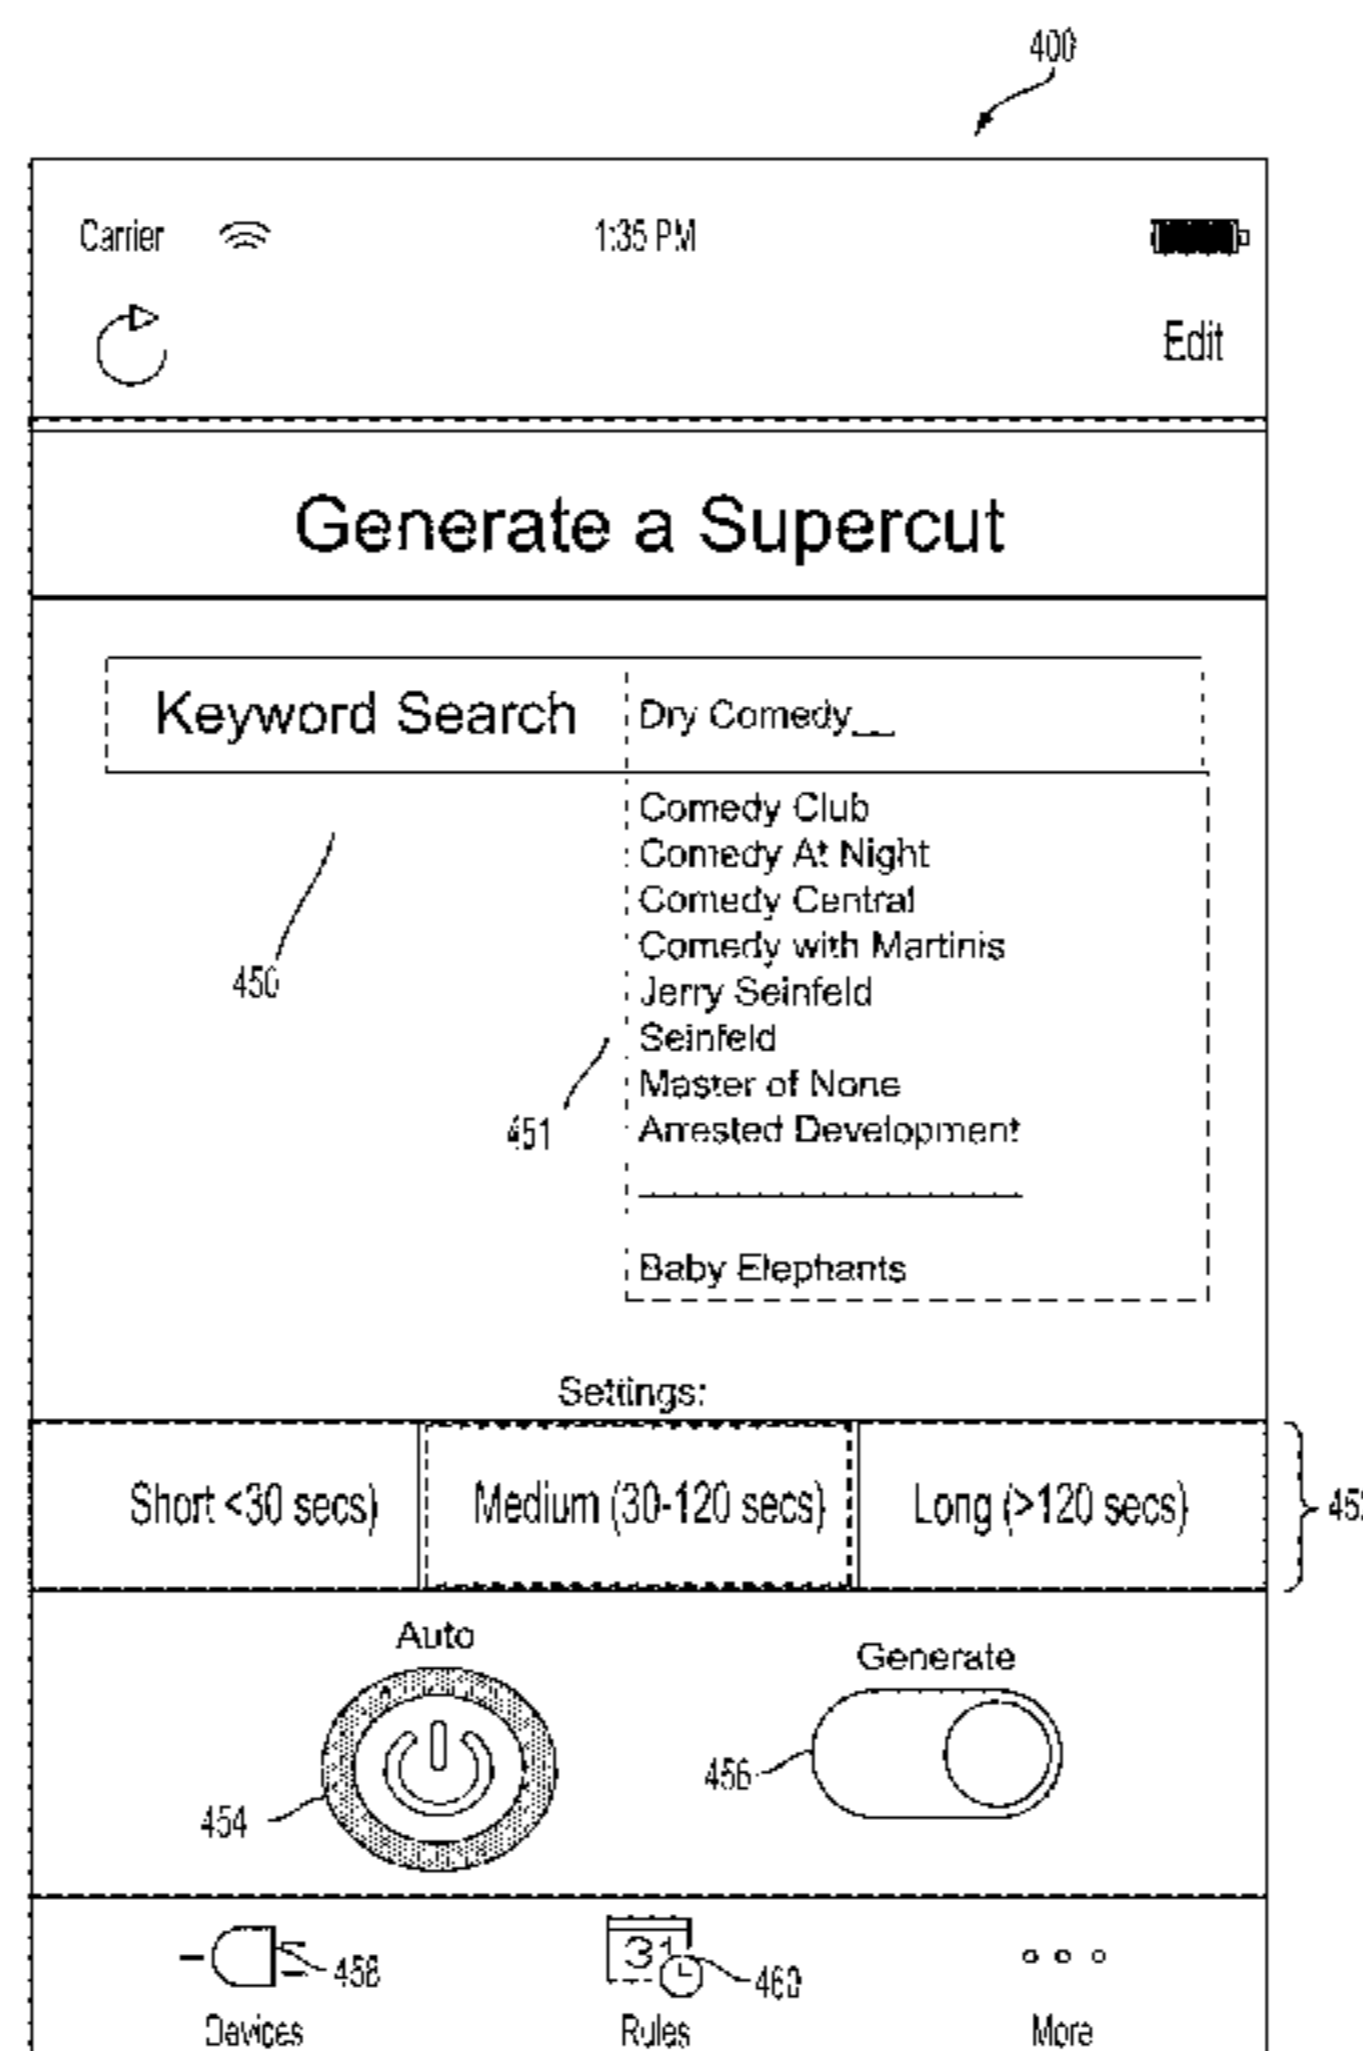 400
Carrier 1:35 PM
Edit
Generate a Supercut
Keyword Search Dry Comedy__
Comedy Club
Comedy At Night
Comedy Central
Comedy with Martinis
450
Jerry Seinfeld
Seinfeld
Master of None
451
Arrested Development
Baby Elephants
Settings:
Short <30 secs) Medium (30-120 secs) Long (>120 secs)
Auto
Generate
456
454
31
458 460
Devices Rules More